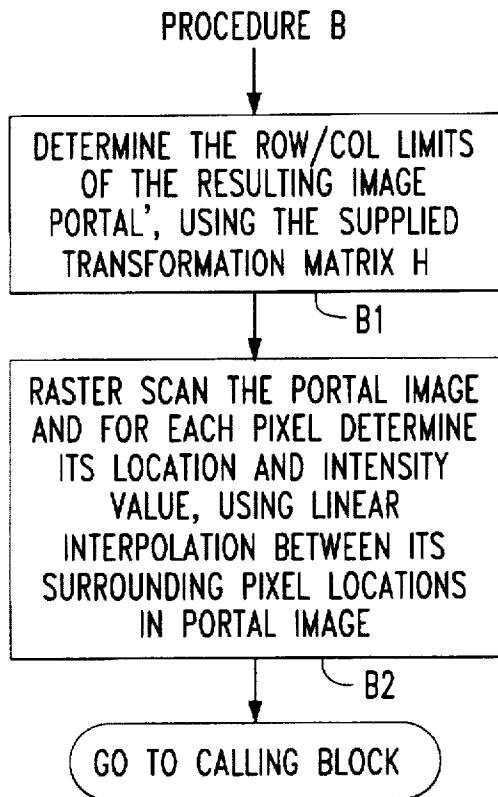 PROCEDURE B
DETERMINE THE ROW/COL LIMITS
OF THE RESULTING IMAGE
PORTAL', USING THE SUPPLIED
TRANSFORMATION MATRIX H
B1
RASTER SCAN THE PORTAL IMAGE
AND FOR EACH PIXEL DETERMINE
ITS LOCATION AND INTENSITY
VALUE, USING LINEAR
INTERPOLATION BETWEEN ITS
SURROUNDING PIXEL LOCATIONS
IN PORTAL IMAGE
B2
GO TO CALLING BLOCK